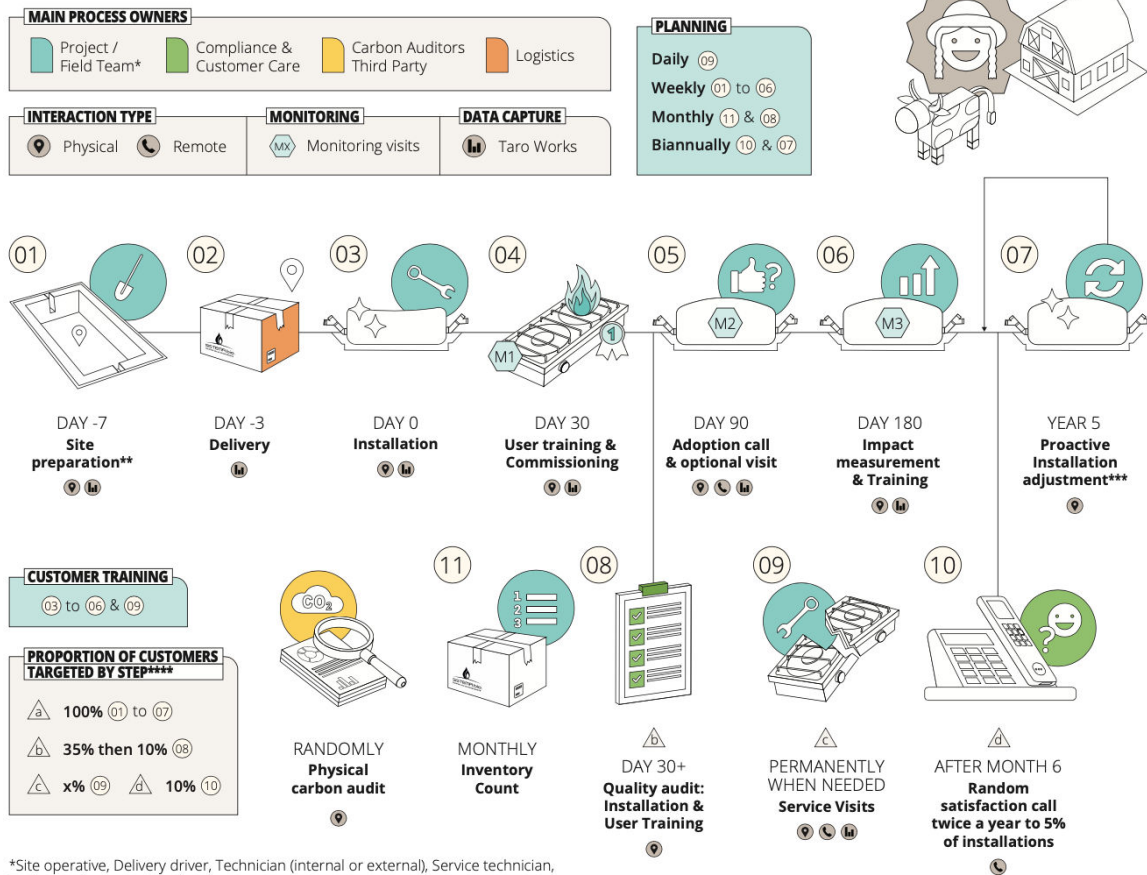 MAIN PROCESS OWNERS
Project /
Field Team*
Compliance &
Customer Care
Carbon Auditors
Third Party
Logistics
INTERACTION TYPE
Physical
Remote
MONITORING
MX
Monitoring visits
DATA CAPTURE
Taro Works
PLANNING
Daily 09
Weekly 01 to 06
Monthly 11 & 08
Biannually 10 & 07
01
DAY -7
Site
preparation**
02
DAY -3
Delivery
03
DAY 0
Installation
04
M1
1
DAY 30
User training &
Commissioning
05
?
M2
DAY 90
Adoption call
& optional visit
06
M3
DAY 180
Impact
measurement
& Training
07
YEAR 5
Proactive
Installation
adjustment***
CUSTOMER TRAINING
03 to 06 & 09
PROPORTION OF CUSTOMERS
TARGETED BY STEP****
a 100% 01 to 07
b 35% then 10% 08
c x% 09 d 10% 10
CO2
RANDOMLY
Physical
carbon audit
11
1
2
3
MONTHLY
Inventory
Count
08
b
DAY 30+
Quality audit:
Installation &
User Training
09
c
PERMANENTLY
WHEN NEEDED
Service Visits
10
?
d
AFTER MONTH 6
Random
satisfaction call
twice a year to 5%
of installations
*Site operative, Delivery driver, Technician (internal or external), Service technician,